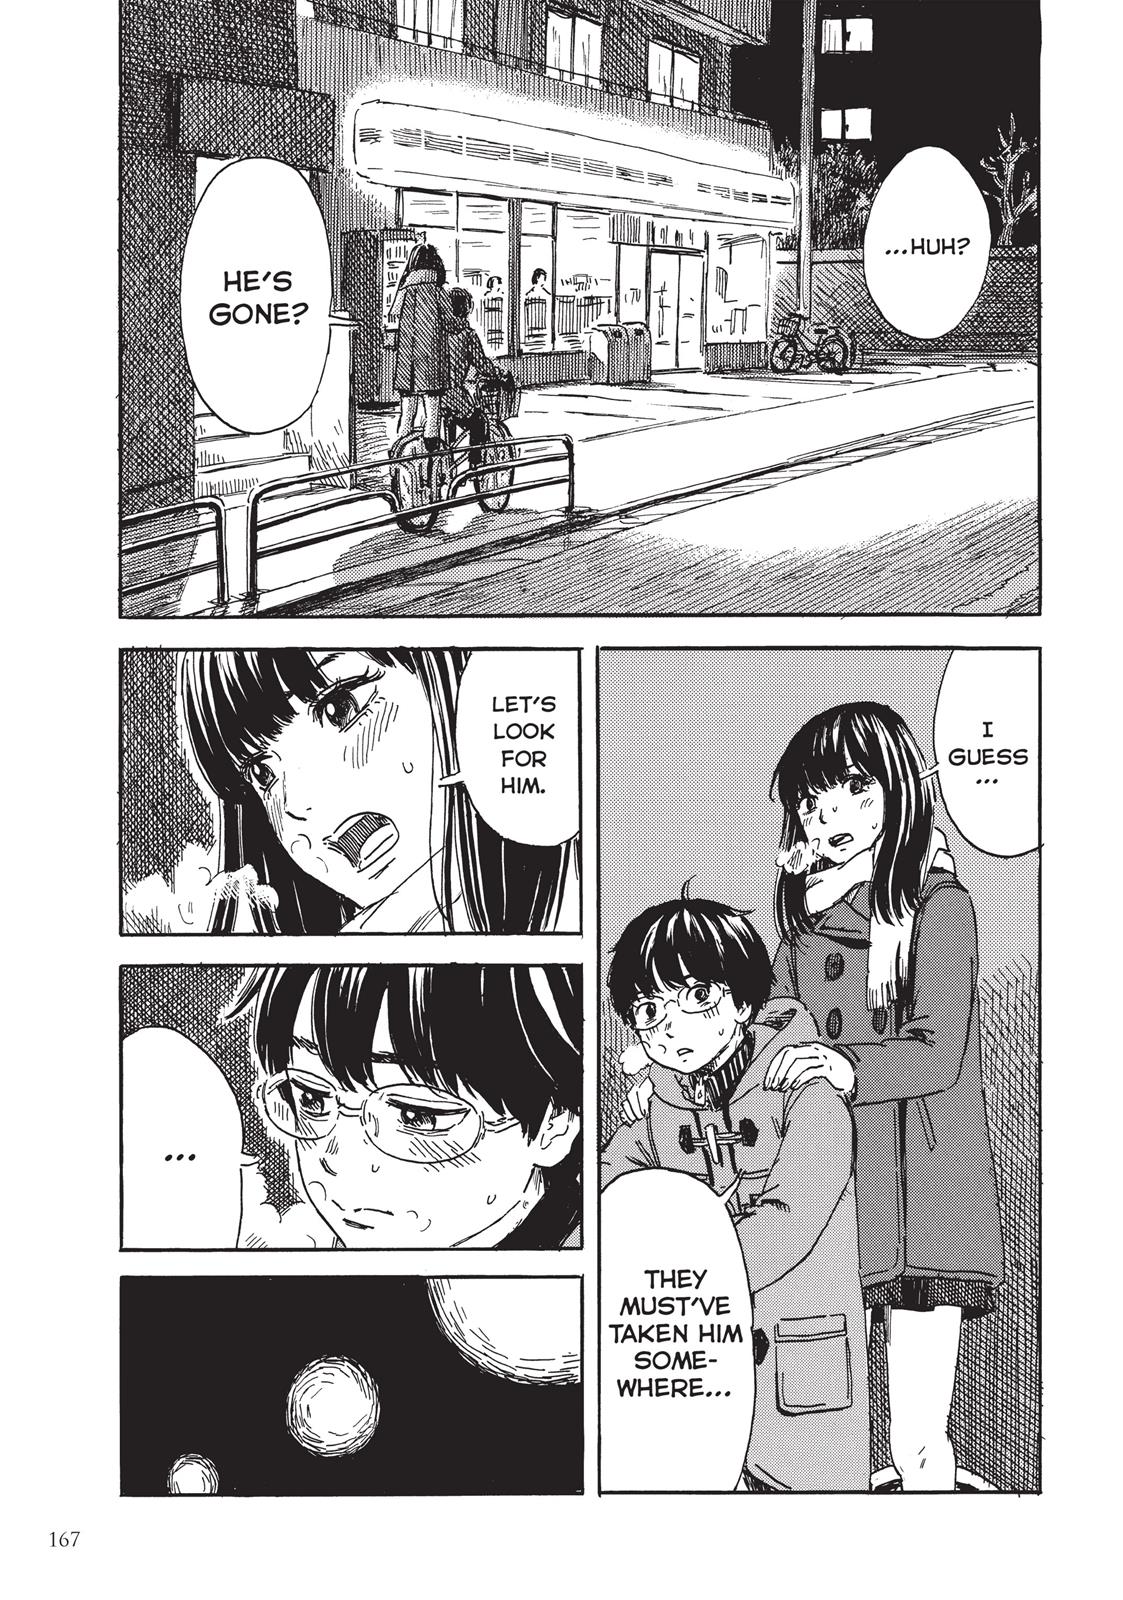 ...HUH?
HE'S
GONE?
I
GUESS
...
THEY
MUST'VE
TAKEN HIM
SOME-
WHERE...
LET'S
LOOK
FOR
HIM.
...
167